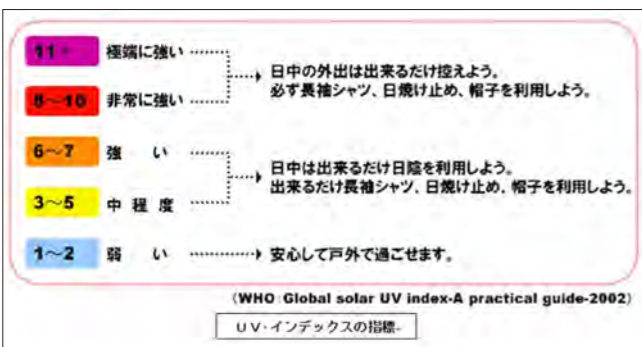 11+ 極端に強い
日中の外出は出来るだけ控えよう。
必ず長袖シャツ、日焼け止め、帽子を利用しよう。
8～10 非常に強い
6～7 強い
日中は出来るだけ日陰を利用しよう。
出来るだけ長袖シャツ、日焼け止め、帽子を利用しよう。
3～5 中程度
1～2 弱い 安心して戸外で過ごせます。
(WHO:Global solar UV index-A practical guide-2002)
UV-インデックスの指標-